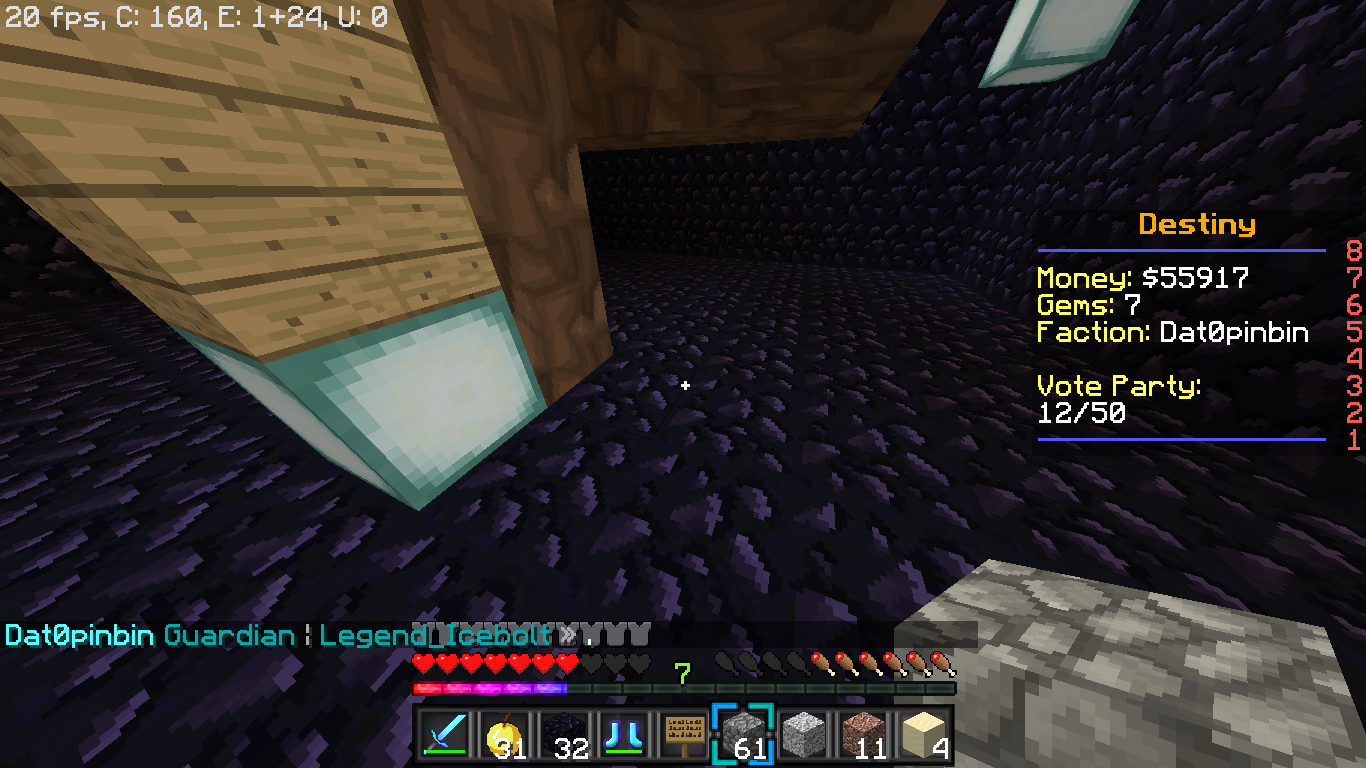 20 fps, C: 160, E: 1+24, U: 0
Destiny
8
Money: $55917 7
Gems: 7 6
Faction: Dat0pinbin 5
4
Vote Party: 3
12/50 2
1
Dat0pinbin Guardian | Legend_Icebolt » .
7
31 32 61 11 4